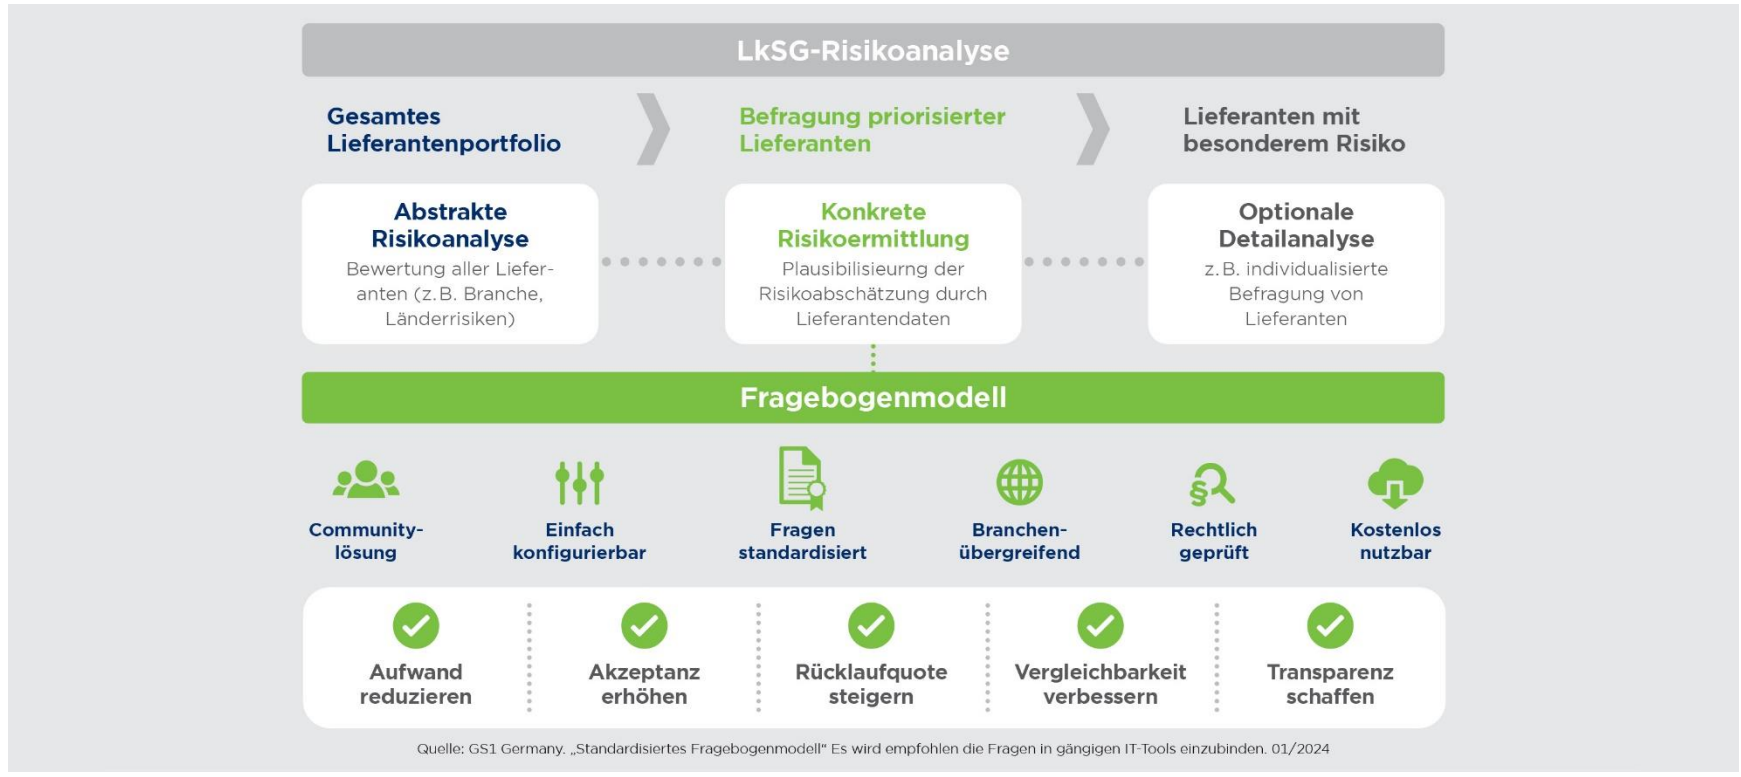 LkSG-Risikoanalyse
Gesamtes
Lieferantenportfolio
Befragung priorisierter
Lieferanten
Lieferanten mit
besonderem Risiko
Abstrakte
Risikoanalyse
Bewertung aller Liefer-
anten (z.B. Branche,
Länderrisiken)
Konkrete
Risikoermittlung
Plausibilisieurng der
Risikoabschätzung durch
Lieferantendaten
Optionale
Detailanalyse
z.B. individualisierte
Befragung von
Lieferanten
Fragebogenmodell
§
Community-
lösung
Einfach
konfigurierbar
Fragen
standardisiert
Branchen-
übergreifend
Rechtlich
geprüft
Kostenlos
nutzbar
Aufwand
reduzieren
Akzeptanz
erhöhen
Rücklaufquote
steigern
Vergleichbarkeit
verbessern
Transparenz
schaffen
Quelle: GS1 Germany. „Standardisiertes Fragebogenmodell“ Es wird empfohlen die Fragen in gängigen IT-Tools einzubinden. 01/2024